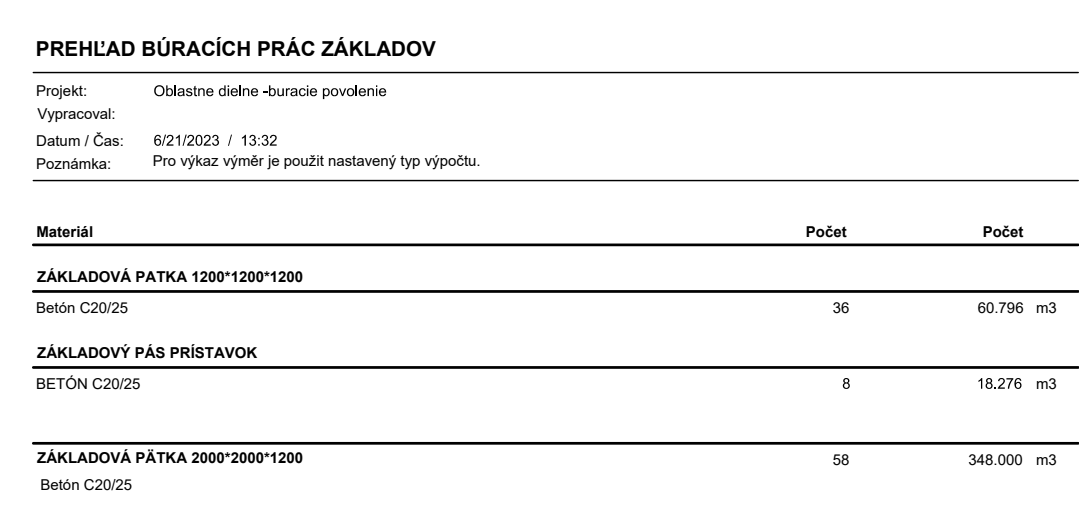 PREHĽAD BÚRACÍCH PRÁC ZÁKLADOV
Projekt: Oblastne dielne -buracie povolenie
Vypracoval:
Datum / Čas: 6/21/2023 / 13:32
Poznámka: Pro výkaz výměr je použit nastavený typ výpočtu.
Materiál Počet Počet
ZÁKLADOVÁ PATKA 1200*1200*1200
Betón C20/25 36 60.796 m3
ZÁKLADOVÝ PÁS PRÍSTAVOK
BETÓN C20/25 8 18.276 m3
ZÁKLADOVÁ PÄTKA 2000*2000*1200 58 348.000 m3
Betón C20/25